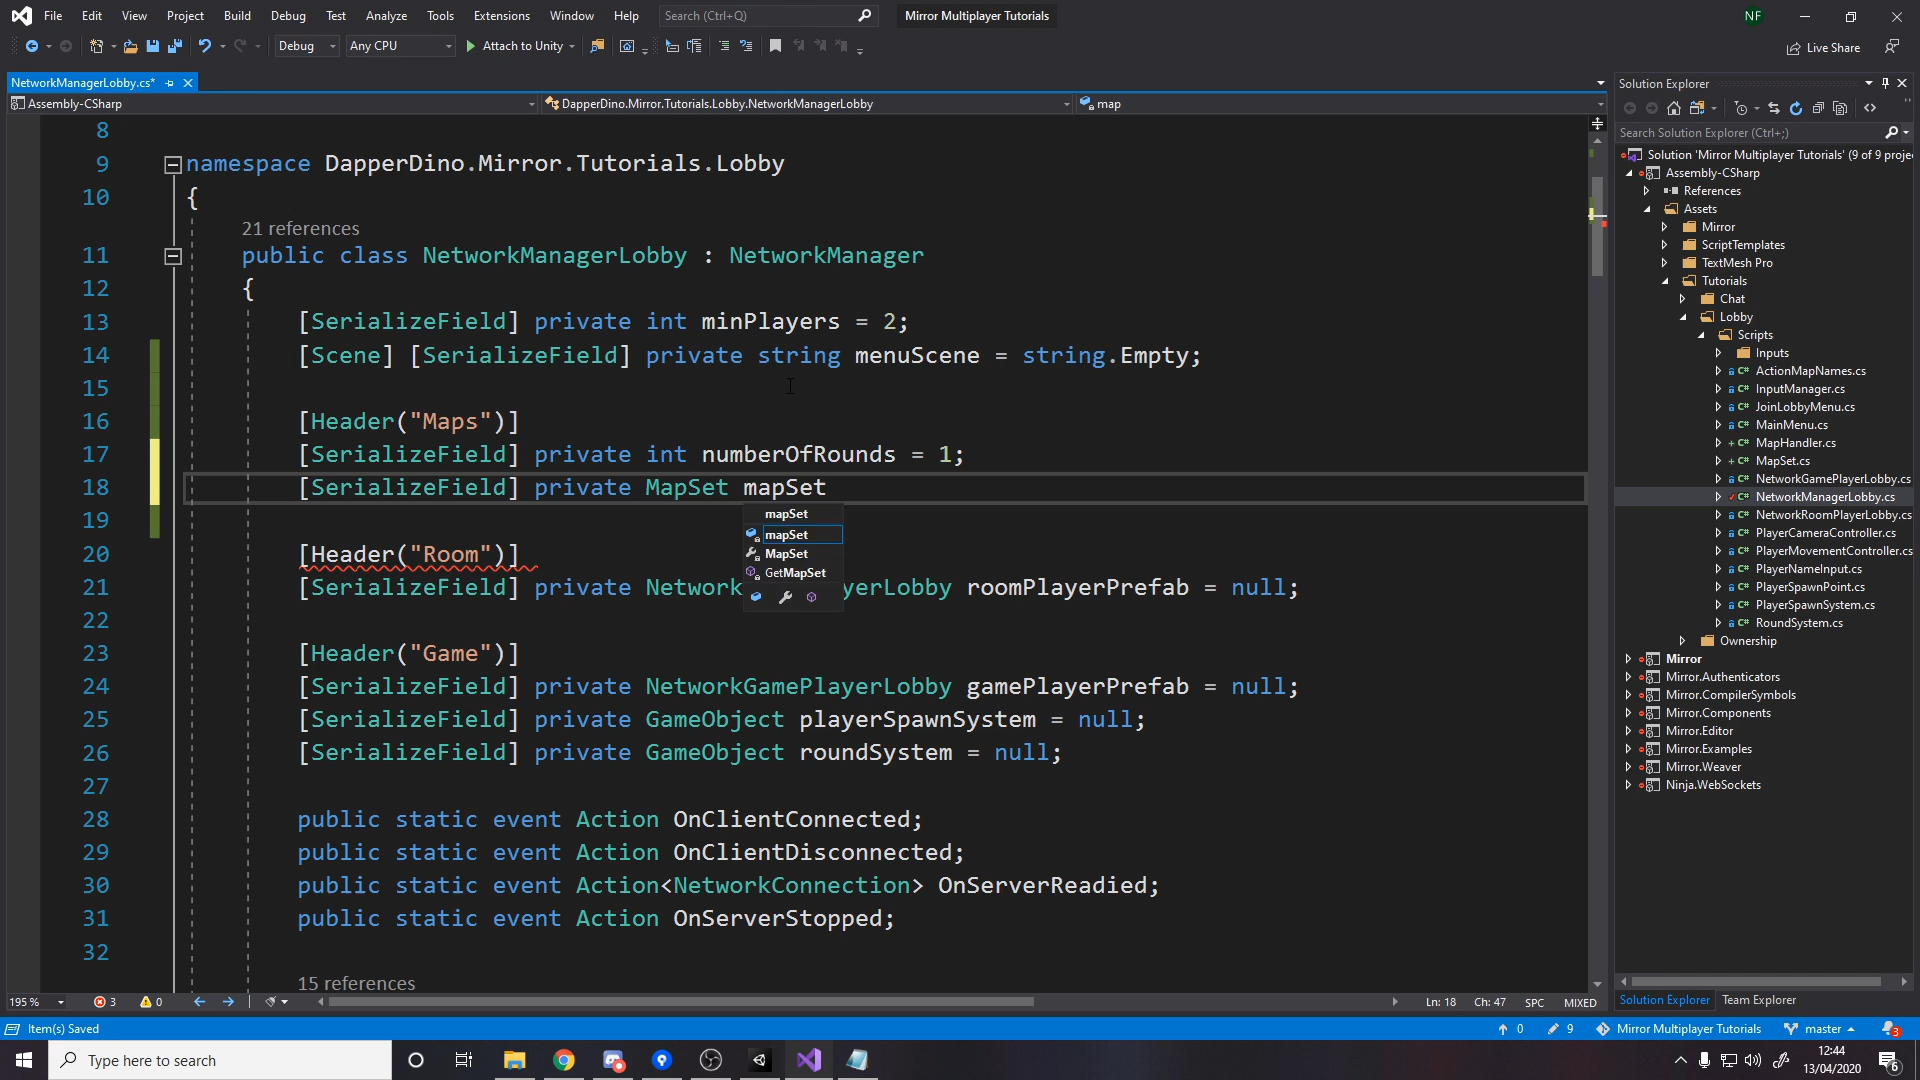 File Edit View Project Build Debug Test Analyze Tools Extensions Window Help Search (Ctrl+Q) Mirror Multiplayer Tutorials NF
Debug Any CPU Attach to Unity Live Share
NetworkManagerLobby.cs*
Assembly-CSharp DapperDino.Mirror.Tutorials.Lobby.NetworkManagerLobby map
8
9 namespace DapperDino.Mirror.Tutorials.Lobby
10 {
21 references
11 public class NetworkManagerLobby : NetworkManager
12 {
13 [SerializeField] private int minPlayers = 2;
14 [Scene] [SerializeField] private string menuScene = string.Empty;
15
16 [Header("Maps")]
17 [SerializeField] private int numberOfRounds = 1;
18 [SerializeField] private MapSet mapSet
mapSet
19
mapSet
20 [Header("Room")]
MapSet
GetMapSet
21 [SerializeField] private Network yerLobby roomPlayerPrefab = null;
22
23 [Header("Game")]
24 [SerializeField] private NetworkGamePlayerLobby gamePlayerPrefab = null;
25 [SerializeField] private GameObject playerSpawnSystem = null;
26 [SerializeField] private GameObject roundSystem = null;
27
28 public static event Action OnClientConnected;
29 public static event Action OnClientDisconnected;
30 public static event Action<NetworkConnection> OnServerReadied;
31 public static event Action OnServerStopped;
32
15 references
195 % 3 0 Ln: 18 Ch: 47 SPC MIXED
Solution Explorer
Search Solution Explorer (Ctrl+;)
Solution 'Mirror Multiplayer Tutorials' (9 of 9 proje
Assembly-CSharp
References
Assets
Mirror
ScriptTemplates
TextMesh Pro
Tutorials
Chat
Lobby
Scripts
Inputs
ActionMapNames.cs
InputManager.cs
JoinLobbyMenu.cs
MainMenu.cs
MapHandler.cs
MapSet.cs
NetworkGamePlayerLobby.cs
NetworkManagerLobby.cs
NetworkRoomPlayerLobby.cs
PlayerCameraController.cs
PlayerMovementController.cs
PlayerNameInput.cs
PlayerSpawnPoint.cs
PlayerSpawnSystem.cs
RoundSystem.cs
Ownership
Mirror
Mirror.Authenticators
Mirror.CompilerSymbols
Mirror.Components
Mirror.Editor
Mirror.Examples
Mirror.Weaver
Ninja.WebSockets
Solution Explorer Team Explorer
Item(s) Saved 0 9 Mirror Multiplayer Tutorials master 3
Type here to search 12:44
13/04/2020 6